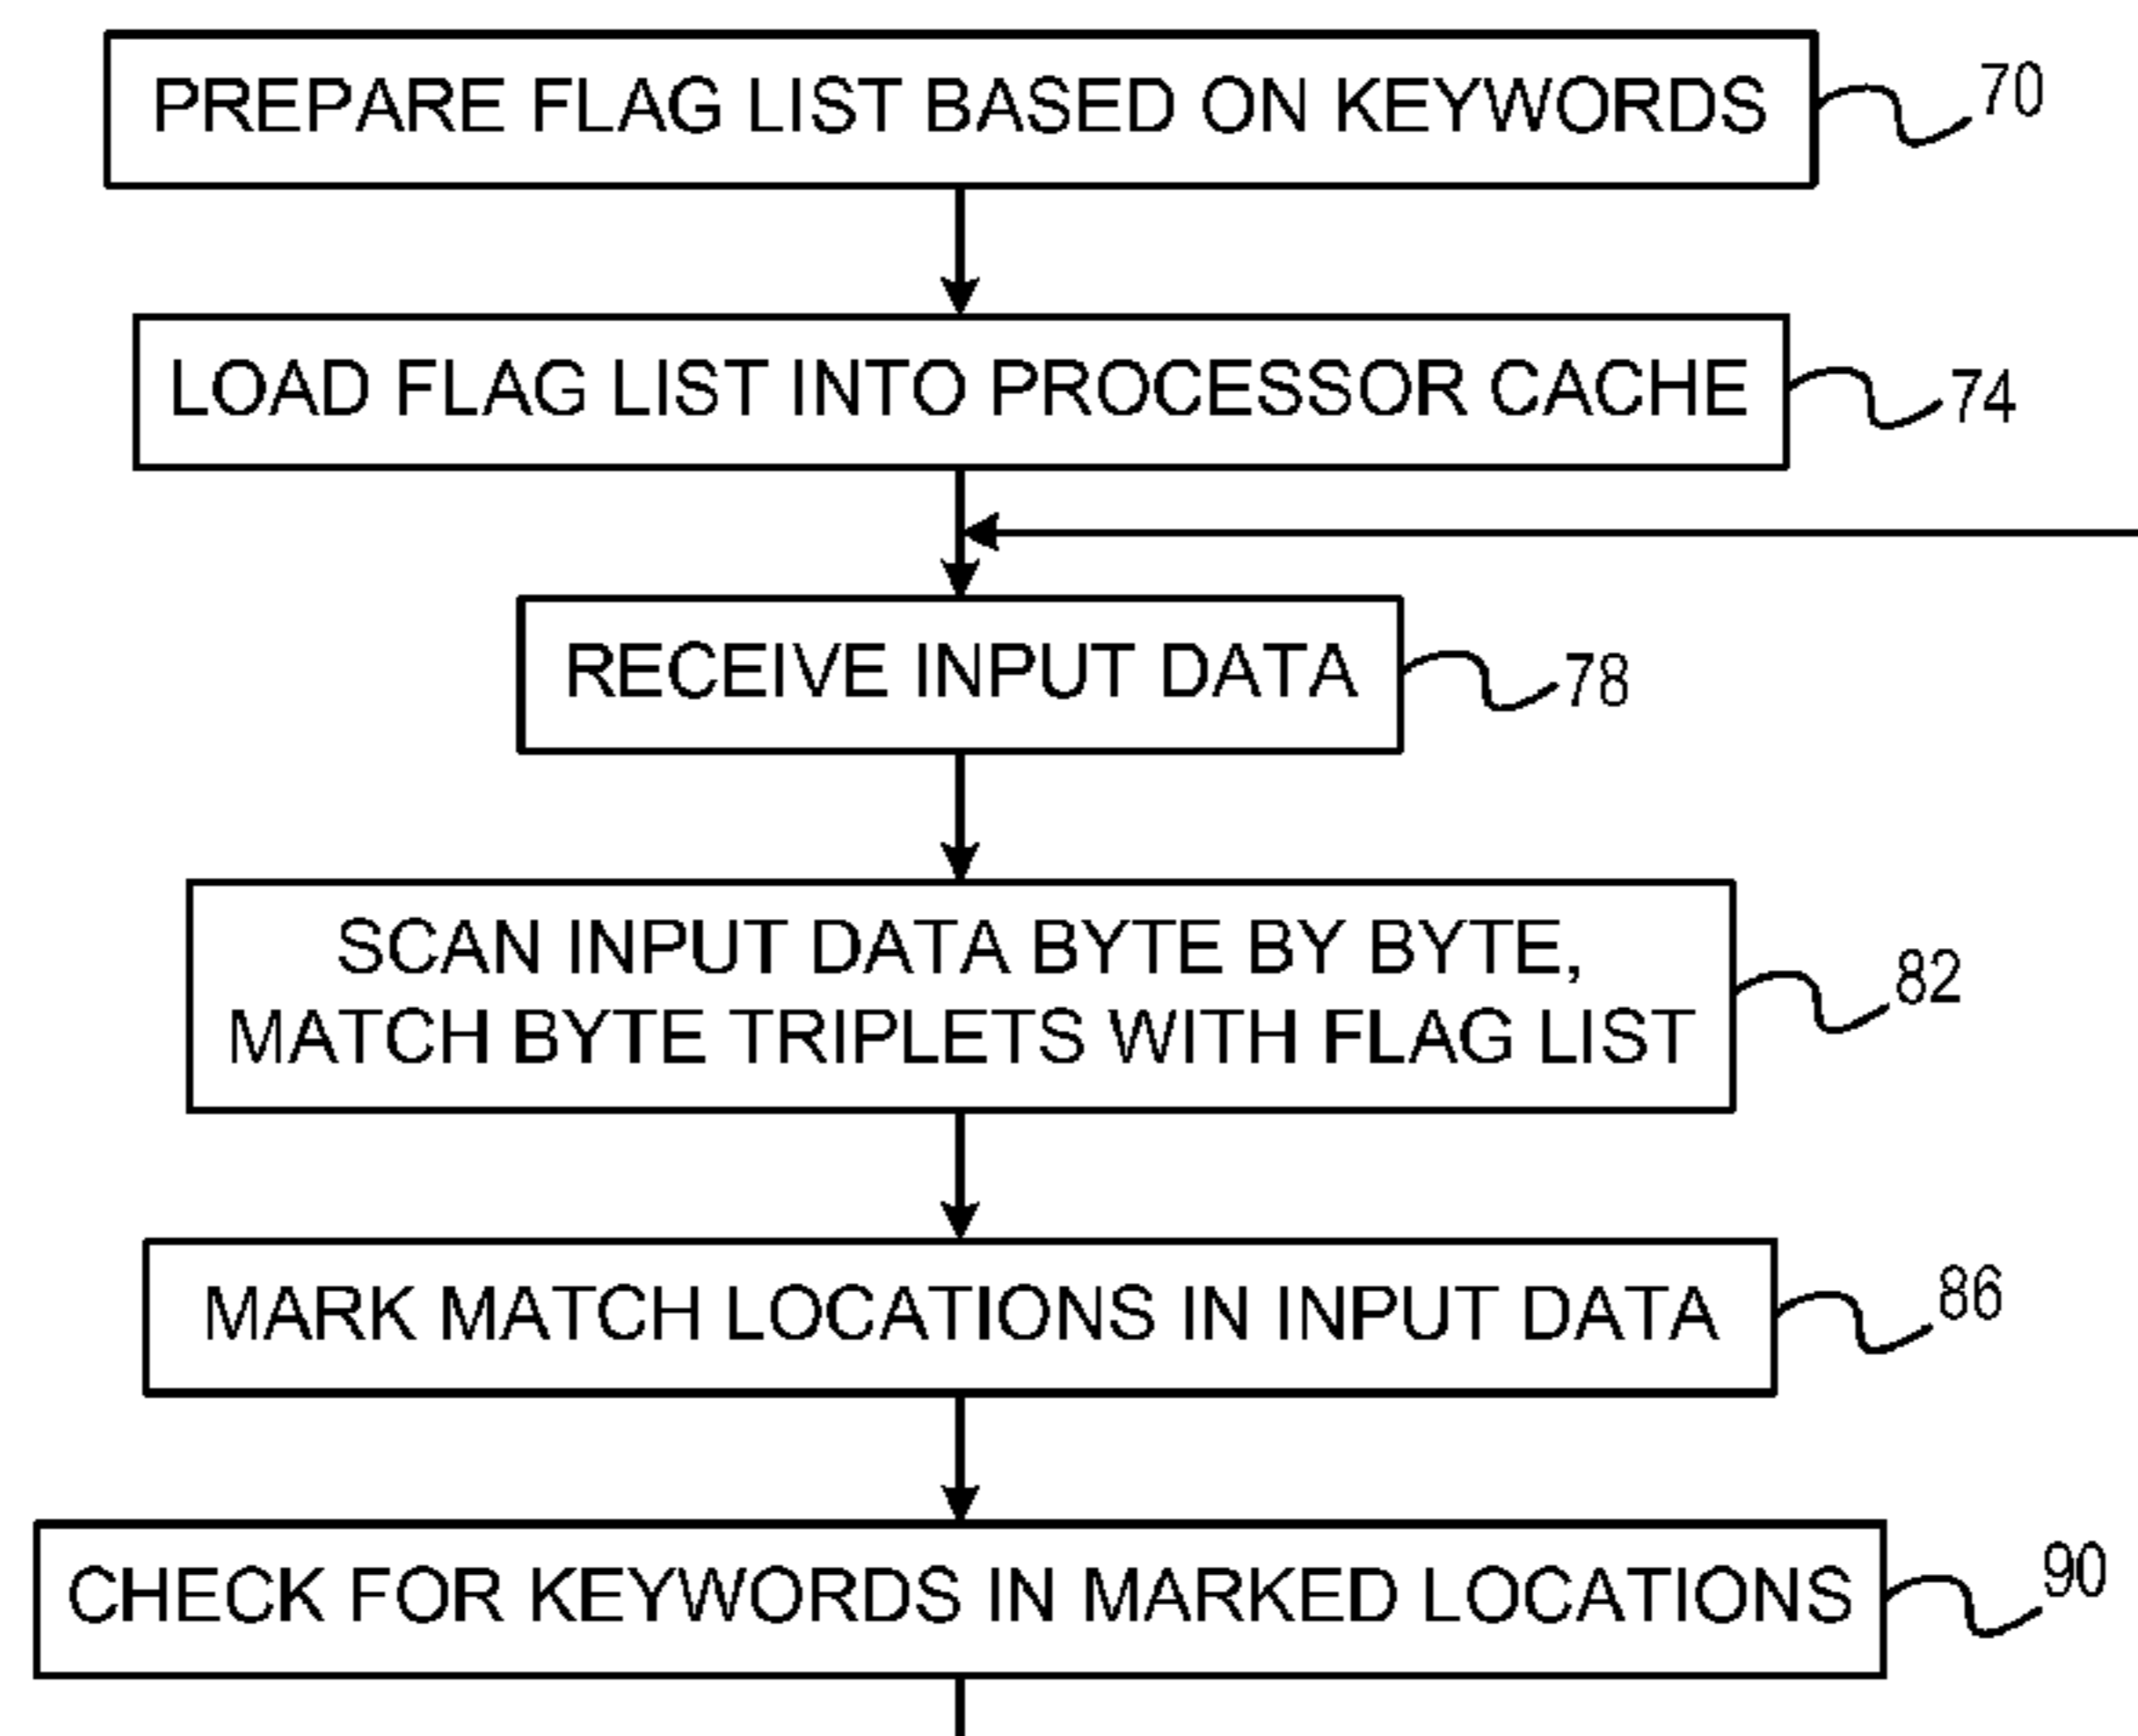 PREPARE FLAG LIST BASED ON KEYWORDS
70
LOAD FLAG LIST INTO PROCESSOR CACHE
74
RECEIVE INPUT DATA
78
SCAN INPUT DATA BYTE BY BYTE,
MATCH BYTE TRIPLETS WITH FLAG LIST
82
MARK MATCH LOCATIONS IN INPUT DATA
86
CHECK FOR KEYWORDS IN MARKED LOCATIONS
90